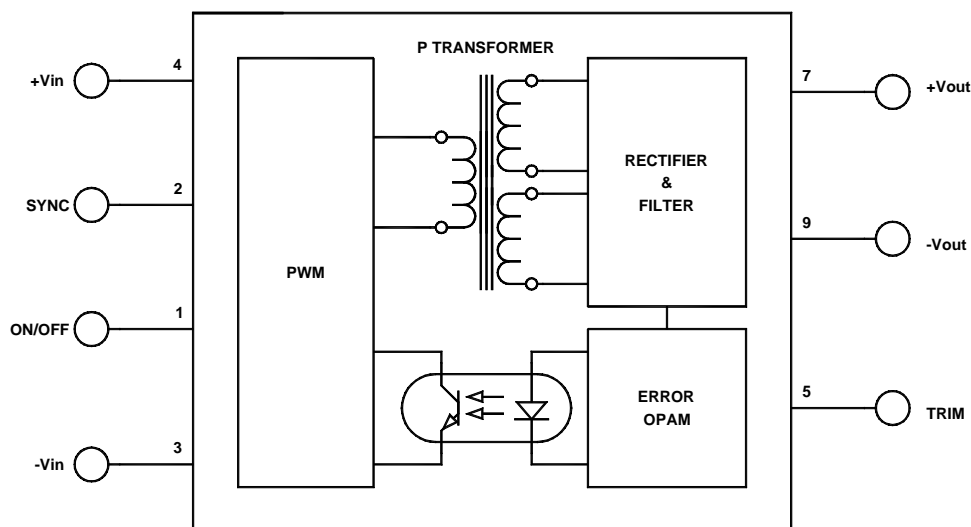 P TRANSFORMER
4
+Vin
7
+Vout
RECTIFIER
&
FILTER
2
SYNC
9
-Vout
PWM
1
ON/OFF
5
TRIM
ERROR
OPAM
3
-Vin